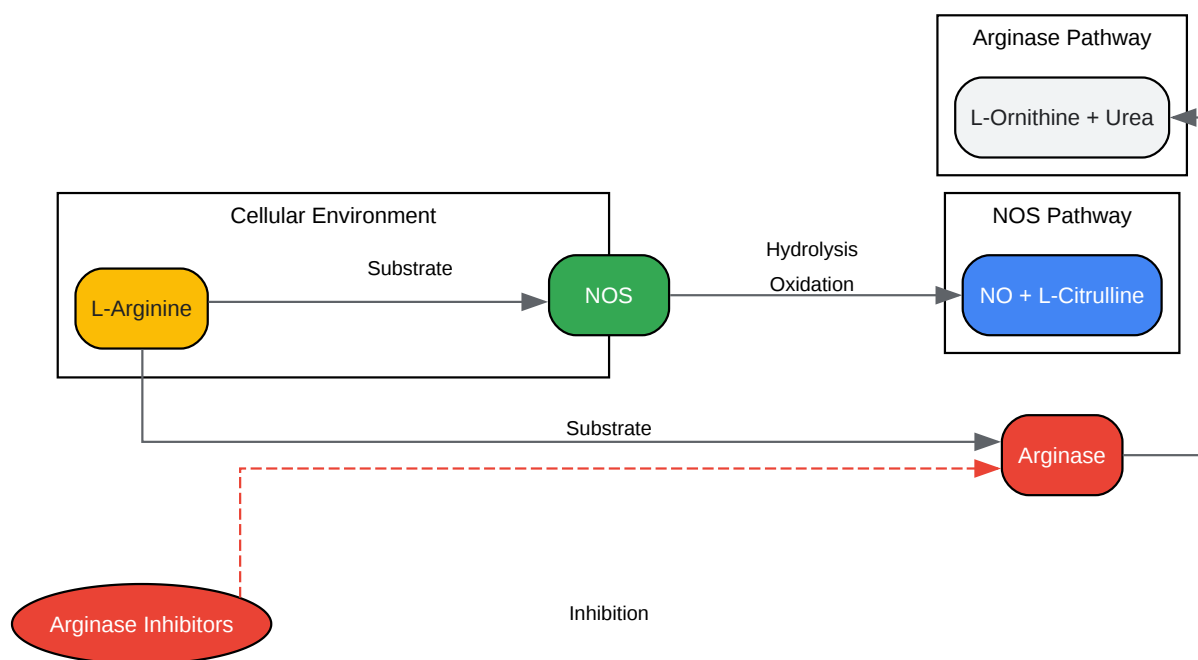 Arginase Pathway
L-Ornithine + Urea
Cellular Environment
NOS Pathway
Substrate
Hydrolysis
Oxidation
L-Arginine
NOS
NO + L-Citrulline
Substrate
Arginase
Arginase Inhibitors
Inhibition